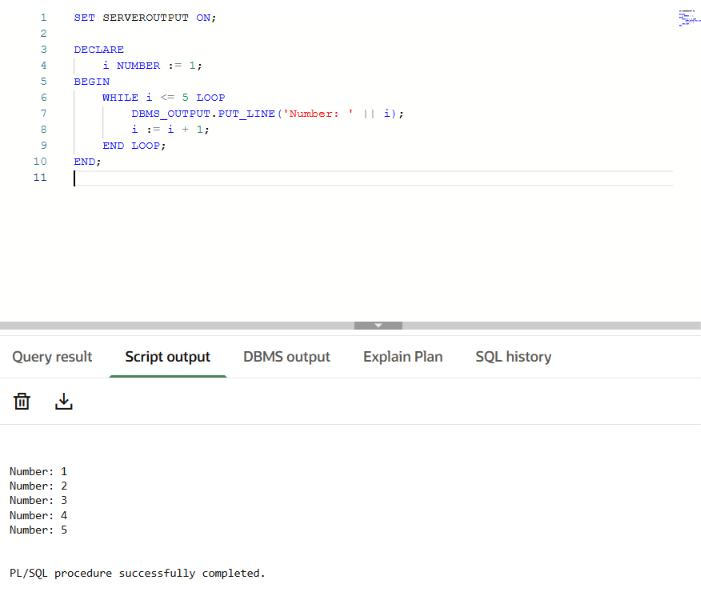 1 SET SERVEROUTPUT ON;
2
3 DECLARE
4 i NUMBER := 1;
5 BEGIN
6 WHILE i <= 5 LOOP
7 DBMS_OUTPUT.PUT_LINE('Number: ' || i);
8 i := i + 1;
9 END LOOP;
10 END;
11
Query result Script output DBMS output Explain Plan SQL history
Number: 1
Number: 2
Number: 3
Number: 4
Number: 5
PL/SQL procedure successfully completed.